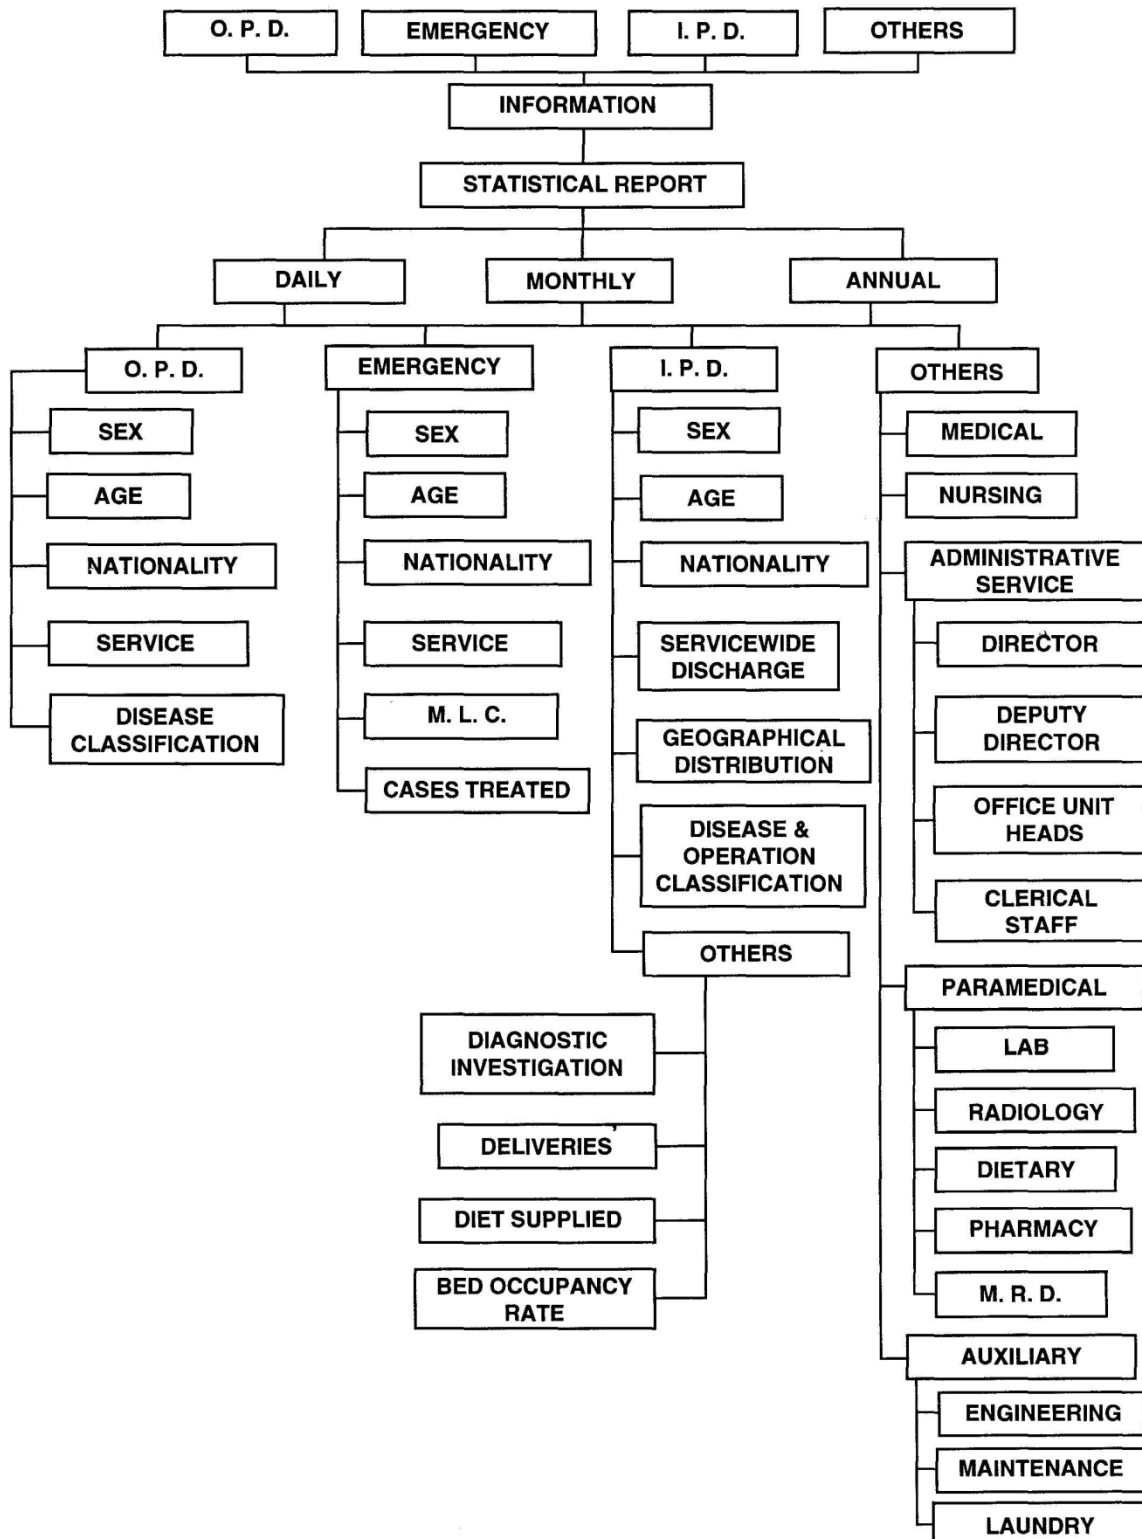 O. P. D.
EMERGENCY
I. P. D.
OTHERS
INFORMATION
STATISTICAL REPORT
DAILY
MONTHLY
ANNUAL
O. P. D.
SEX
AGE
NATIONALITY
SERVICE
DISEASE
CLASSIFICATION
EMERGENCY
SEX
AGE
NATIONALITY
SERVICE
M. L. C.
CASES TREATED
I. P. D.
SEX
AGE
NATIONALITY
SERVICEWIDE
DISCHARGE
GEOGRAPHICAL
DISTRIBUTION
DISEASE &
OPERATION
CLASSIFICATION
OTHERS
DIAGNOSTIC
INVESTIGATION
DELIVERIES
DIET SUPPLIED
BED OCCUPANCY
RATE
OTHERS
MEDICAL
NURSING
ADMINISTRATIVE
SERVICE
DIRECTOR
DEPUTY
DIRECTOR
OFFICE UNIT
HEADS
CLERICAL
STAFF
PARAMEDICAL
LAB
RADIOLOGY
DIETARY
PHARMACY
M. R. D.
AUXILIARY
ENGINEERING
MAINTENANCE
LAUNDRY